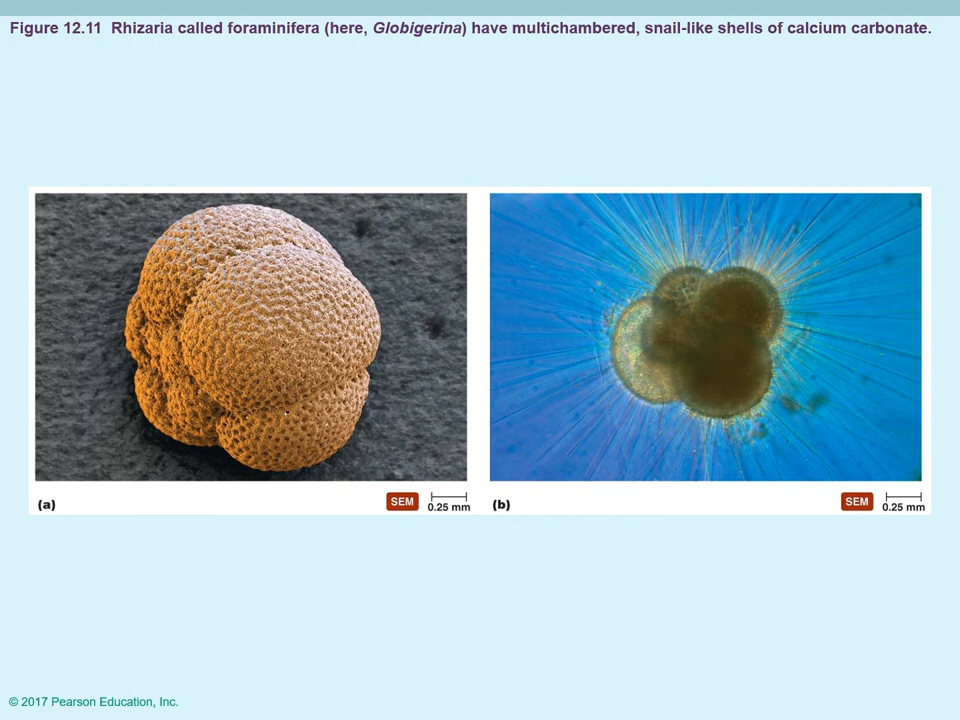 Figure 12.11 Rhizaria called foraminifera (here, Globigerina) have multichambered, snail-like shells of calcium carbonate.
(a)
SEM
0.25 mm
(b)
SEM
0.25 mm
© 2017 Pearson Education, Inc.